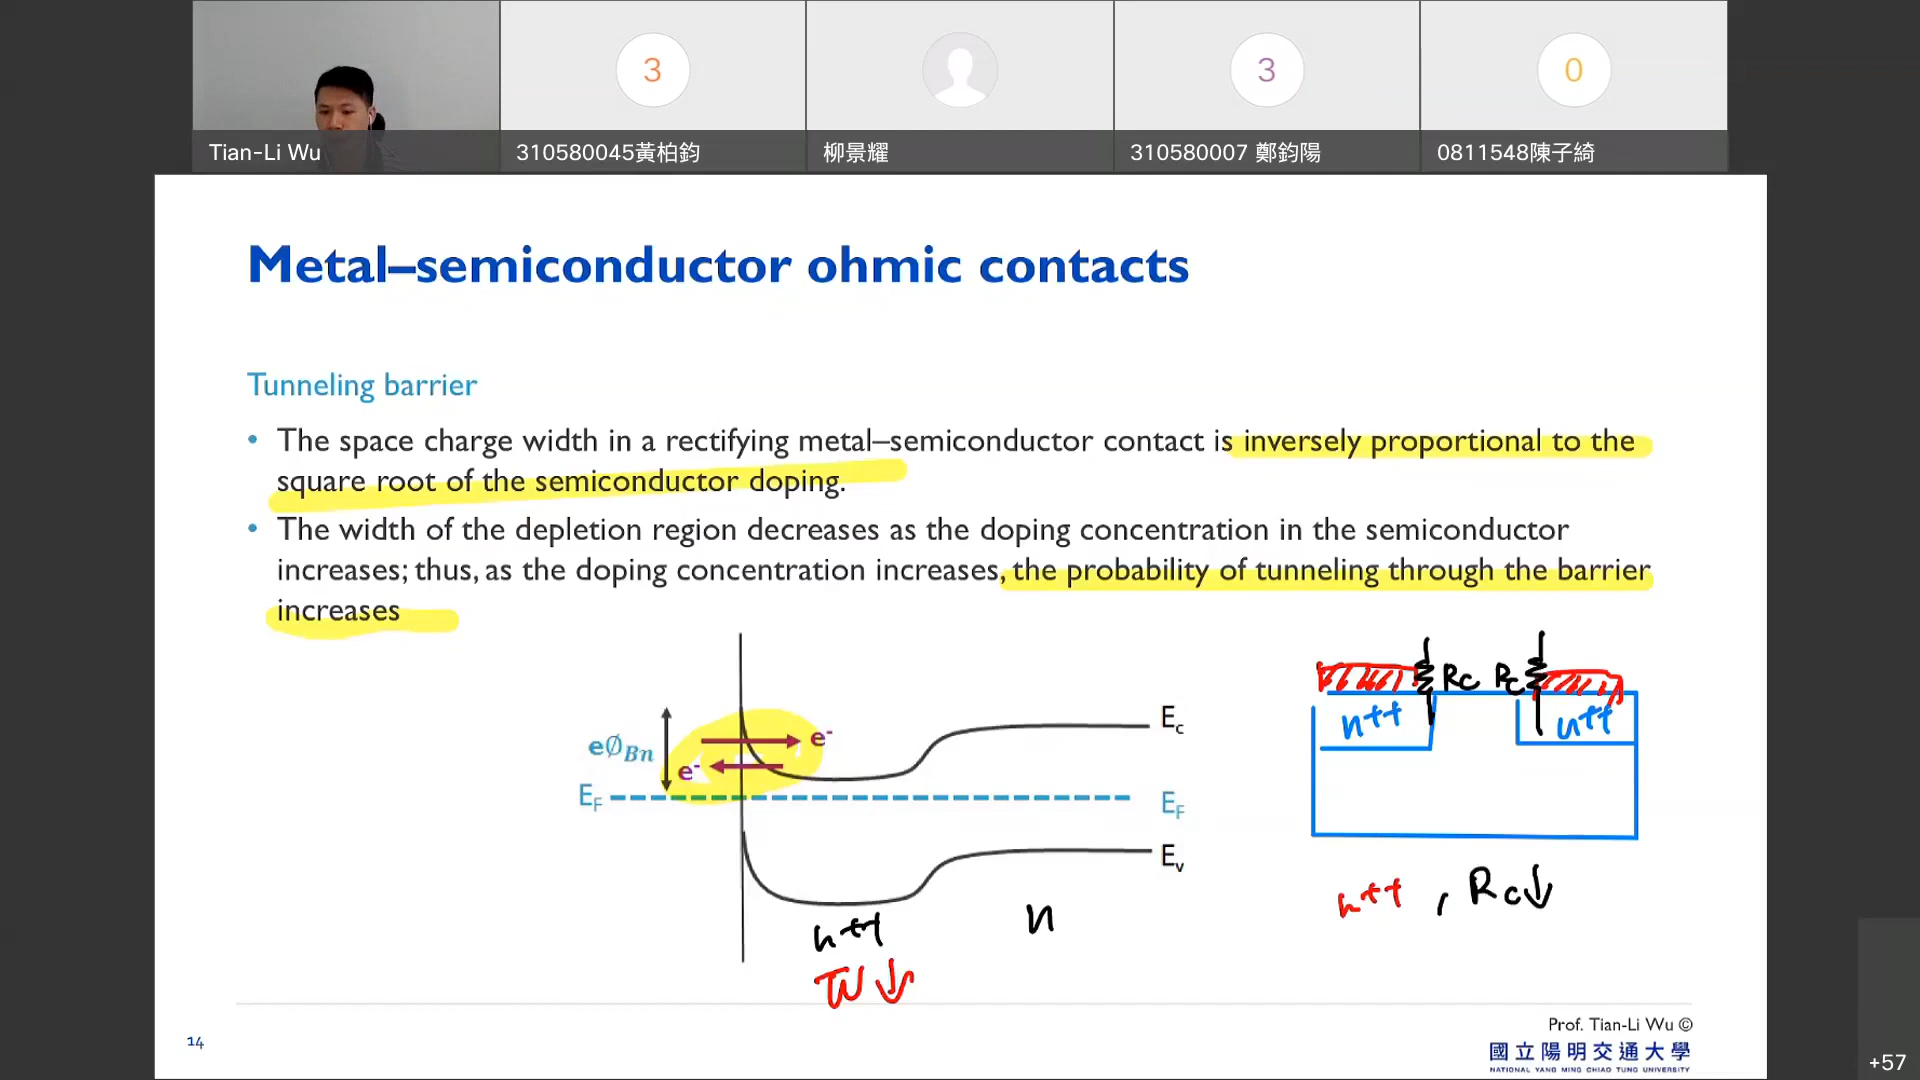 3
3
0
Tian-Li Wu
310580045黃柏鈞
柳景耀
310580007 鄭鈞陽
0811548陳子綺
Metal–semiconductor ohmic contacts
Tunneling barrier
• The space charge width in a rectifying metal–semiconductor contact is inversely proportional to the
square root of the semiconductor doping.
• The width of the depletion region decreases as the doping concentration in the semiconductor
increases; thus, as the doping concentration increases, the probability of tunneling through the barrier
increases
Rc Rc
n++ n++
Ec
e∅Bn
e-
e-
EF
EF
Ev
n++
n
W↓
n++ , Rc↓
14
Prof. Tian-Li Wu ©
國立陽明交通大學
NATIONAL YANG MING CHIAO TUNG UNIVERSITY
+57